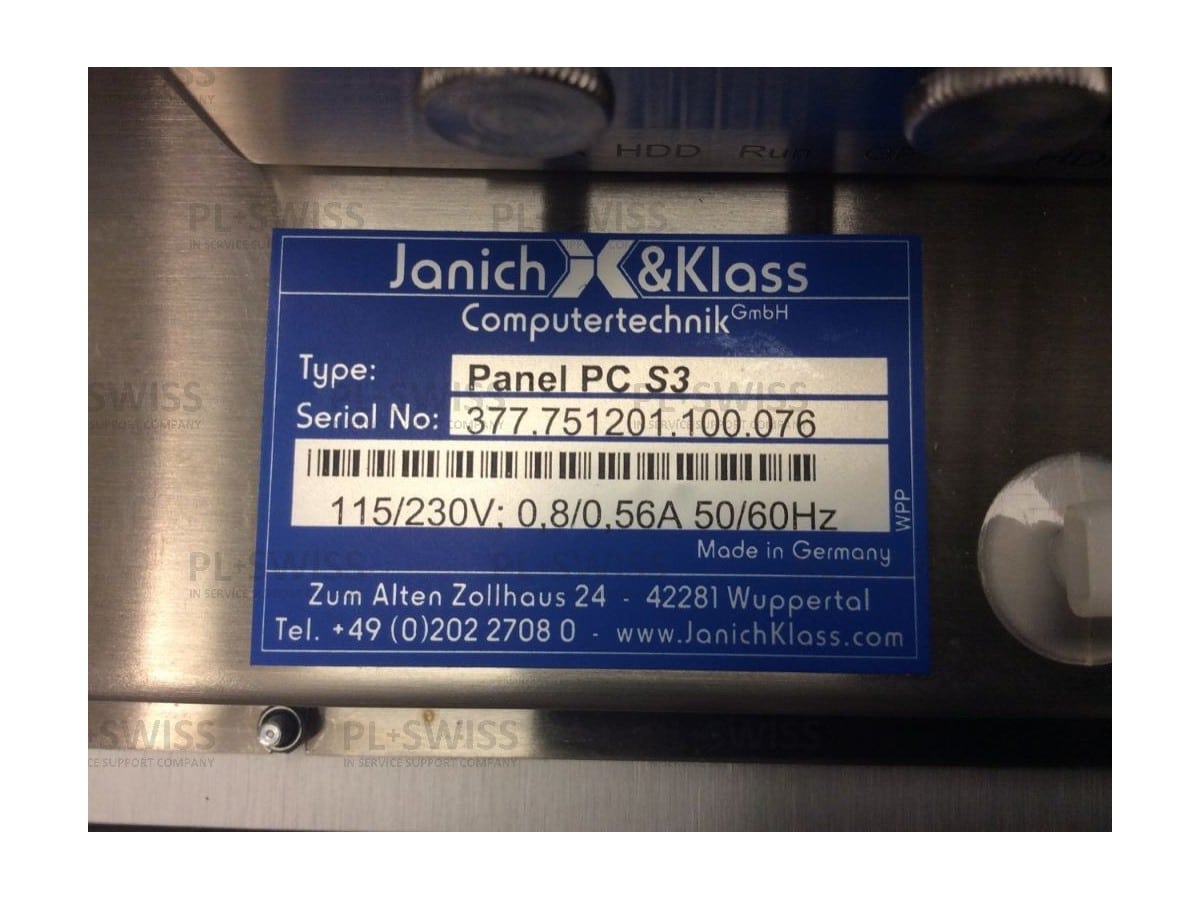 HDD Run
Janich &Klass
Computertechnik GmbH
Type: Panel PC S3
Serial No: 377.751201.100.076
115/230V; 0,8/0,56A 50/60Hz
WPP
Made in Germany
Zum Alten Zollhaus 24 - 42281 Wuppertal
Tel. +49 (0)202 2708 0 - www.JanichKlass.com
PL+SWISS
IN SERVICE SUPPORT COMPANY